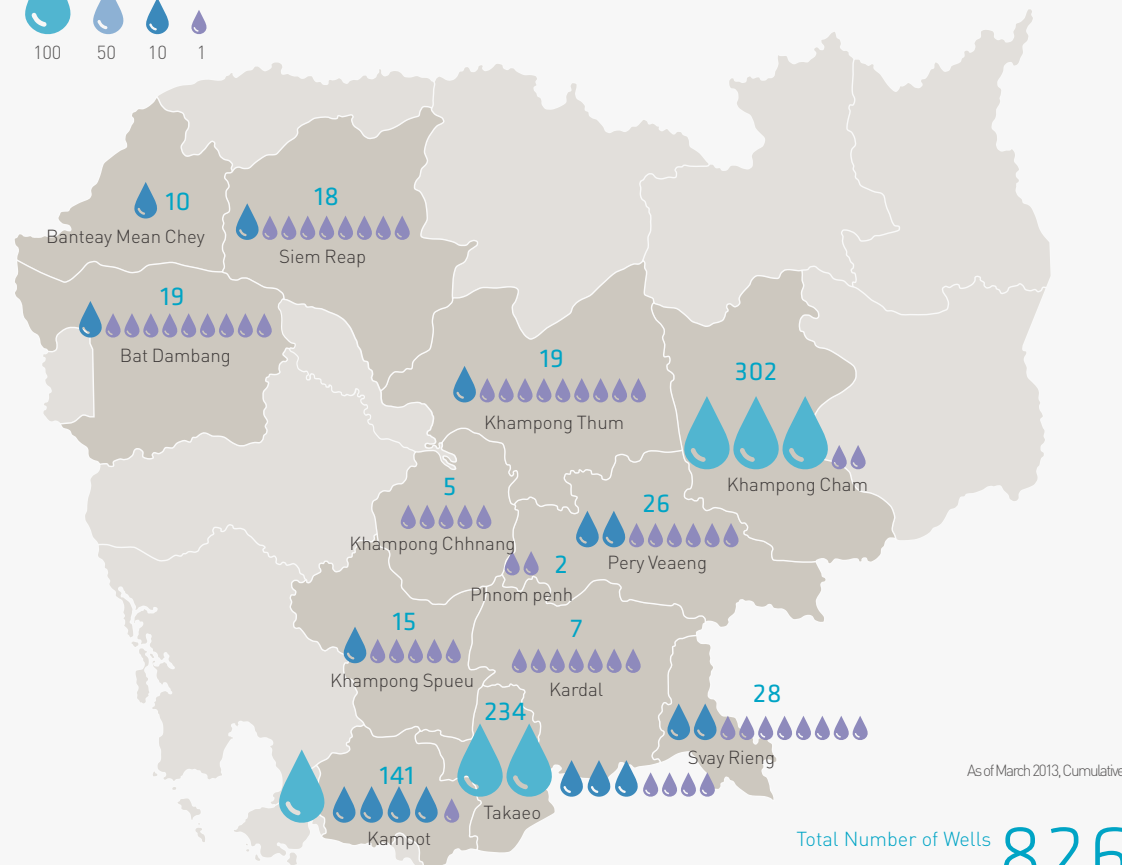 100 50 10 1
10
Banteay Mean Chey
18
Siem Reap
19
Bat Dambang
19
Khampong Thum
302
Khampong Cham
5
Khampong Chhnang
26
Pery Veaeng
2
Phnom penh
15
Khampong Spueu
7
Kardal
28
Svay Rieng
234
Takaeo
141
Kampot
As of March 2013, Cumulative
Total Number of Wells 826